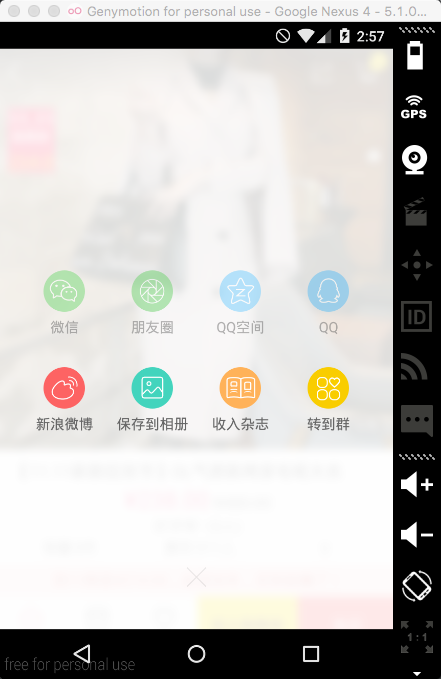 Genymotion for personal use - Google Nexus 4 - 5.1.0...
2:57
GPS
微信
朋友圈
QQ空间
QQ
ID
新浪微博
保存到相册
收入杂志
转到群
1:1
free for personal use